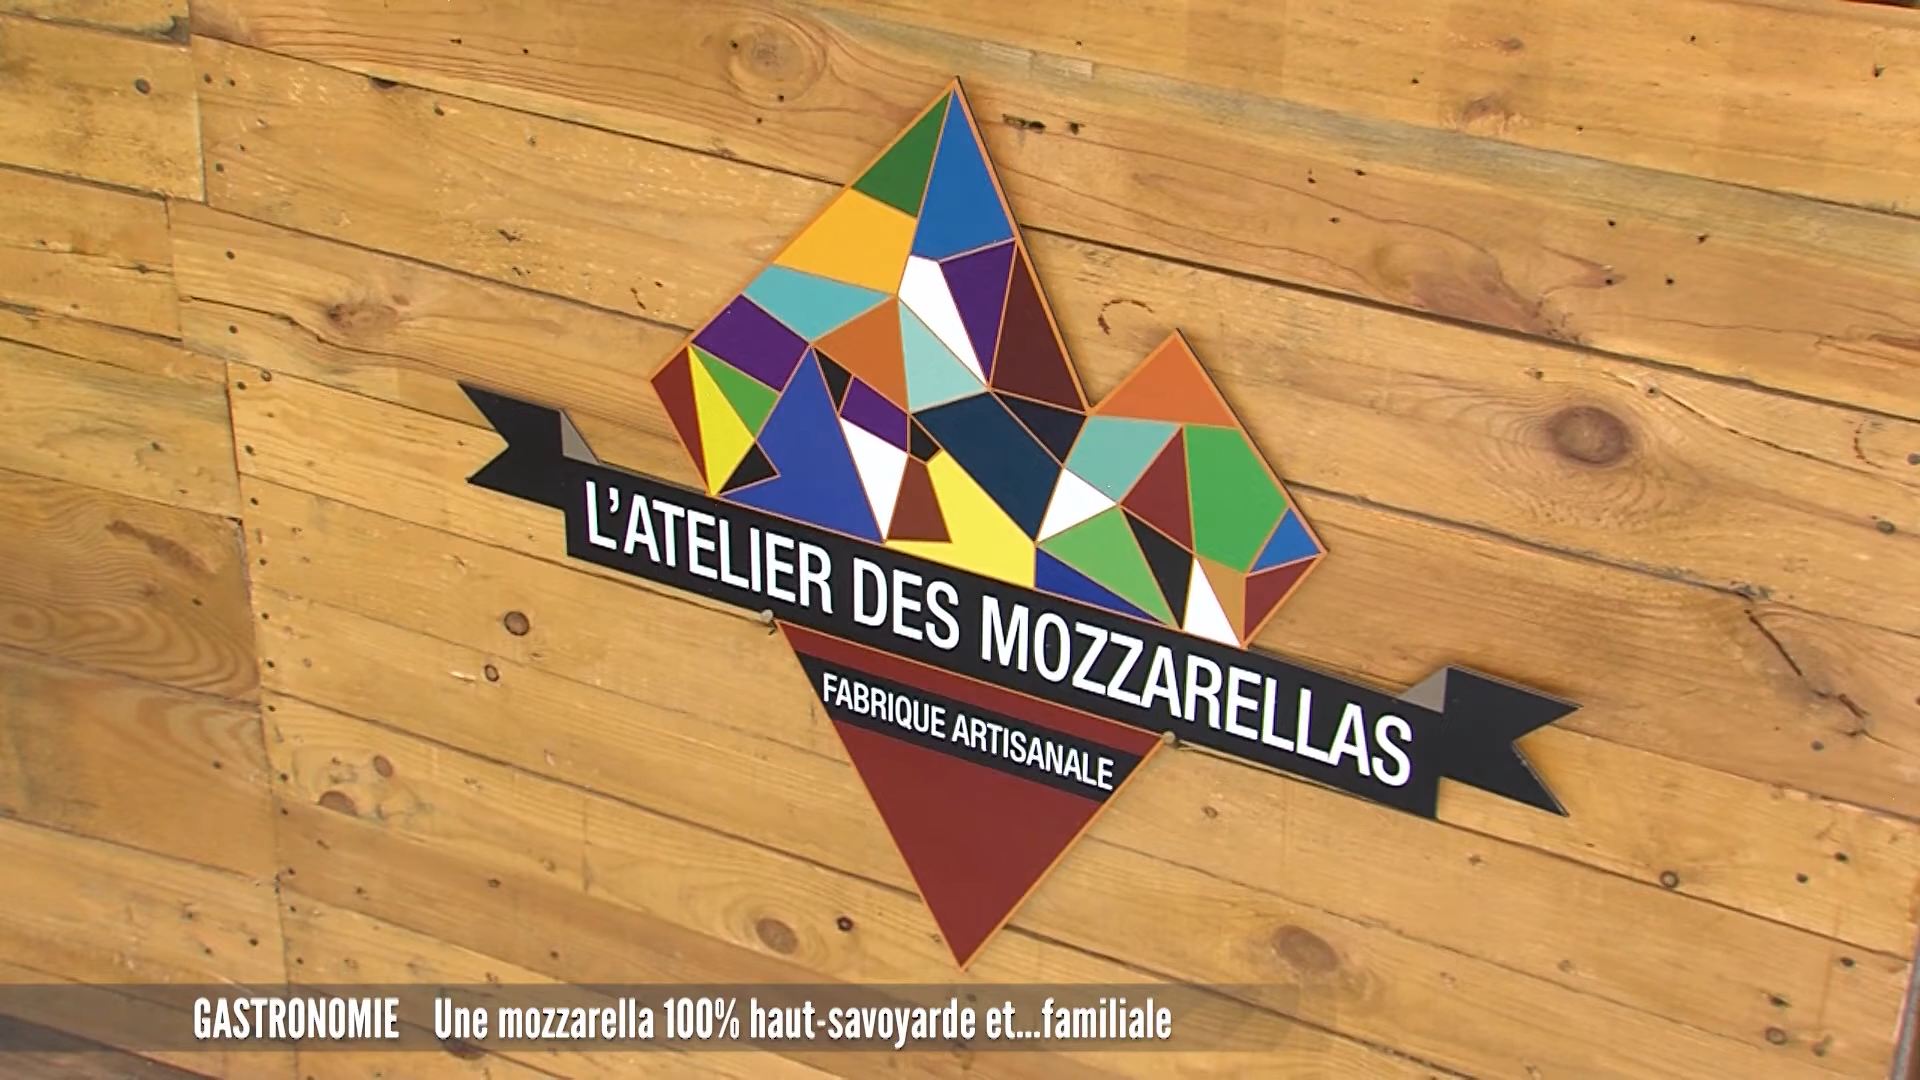 L'ATELIER DES MOZZARELLAS
FABRIQUE ARTISANALE
GASTRONOMIE Une mozzarella 100% haut-savoyarde et...familiale